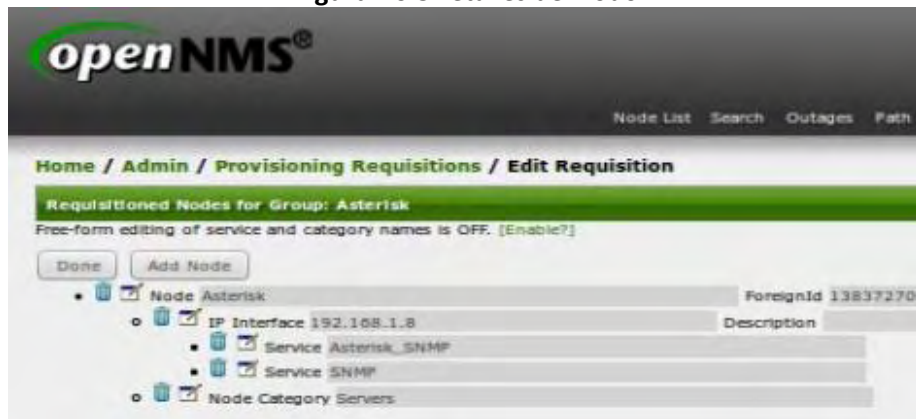 openNMS®
Node List Search Outages Path
Home / Admin / Provisioning Requisitions / Edit Requisition
Requisitioned Nodes for Group: Asterisk
Free-form editing of service and category names is OFF. [Enable?]
Done Add Node
Node Asterisk ForeignId 13837270
IP Interface 192.168.1.8 Description
Service Asterisk_SNMP
Service SNMP
Node Category Servers